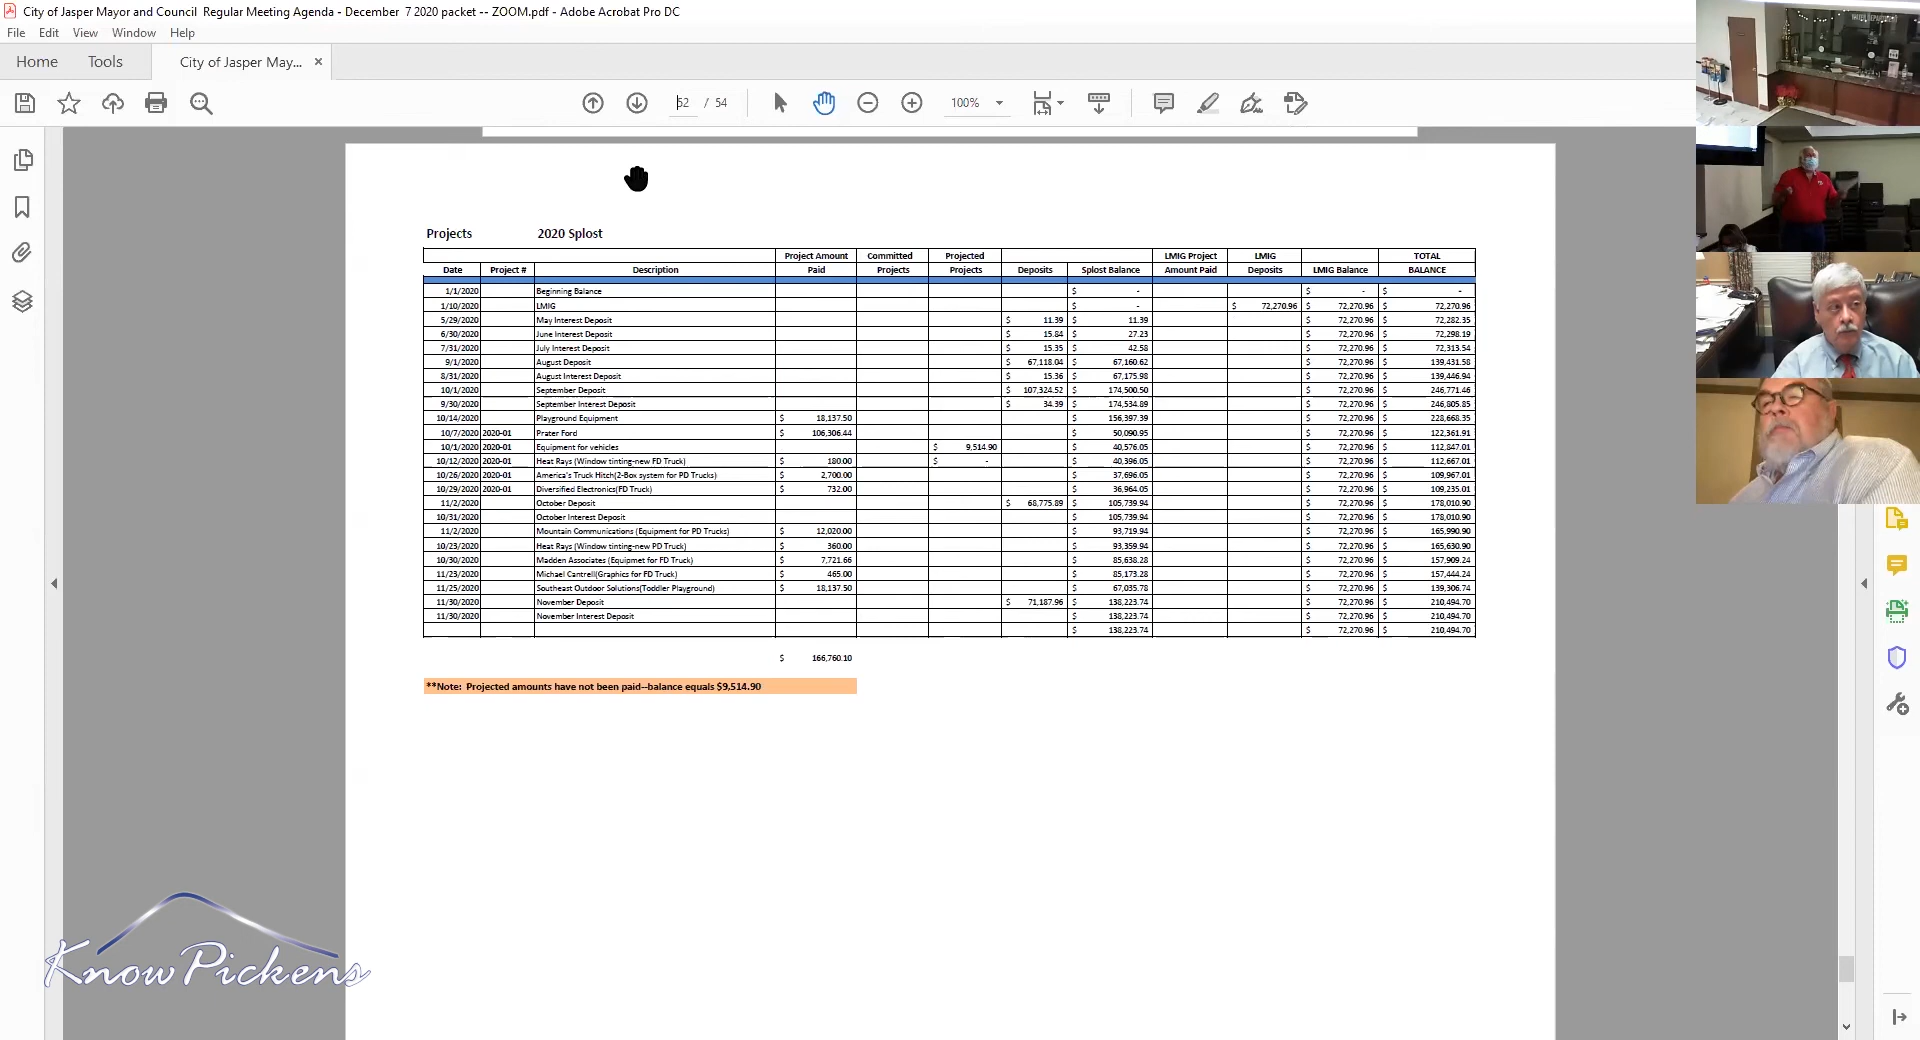 City of Jasper Mayor and Council Regular Meeting Agenda - December 7 2020 packet -- ZOOM.pdf - Adobe Acrobat Pro DC
File Edit View Window Help
Home Tools City of Jasper May... ×
52 / 54 100%
Projects 2020 Splost
Project Amount Committed Projected LMIG Project LMIG TOTAL
Date Project # Description Paid Projects Projects Deposits Splost Balance Amount Paid Deposits LMIG Balance BALANCE
1/1/2020 Beginning Balance $ - $ - $ -
1/10/2020 LMIG $ - $ 72,270.96 $ 72,270.96 $ 72,270.96
5/29/2020 May Interest Deposit $ 11.39 $ 11.39 $ 72,270.96 $ 72,282.35
6/30/2020 June Interest Deposit $ 15.84 $ 27.23 $ 72,270.96 $ 72,298.19
7/31/2020 July Interest Deposit $ 15.35 $ 42.58 $ 72,270.96 $ 72,313.54
9/1/2020 August Deposit $ 67,118.04 $ 67,160.62 $ 72,270.96 $ 139,431.58
8/31/2020 August Interest Deposit $ 15.36 $ 67,175.98 $ 72,270.96 $ 139,446.94
10/1/2020 September Deposit $ 107,324.52 $ 174,500.50 $ 72,270.96 $ 246,771.46
9/30/2020 September Interest Deposit $ 34.39 $ 174,534.89 $ 72,270.96 $ 246,805.85
10/14/2020 Playground Equipment $ 18,137.50 $ 156,397.39 $ 72,270.96 $ 228,668.35
10/7/2020 2020-01 Prater Ford $ 106,306.44 $ 50,090.95 $ 72,270.96 $ 122,361.91
10/1/2020 2020-01 Equipment for vehicles $ 9,514.90 $ 40,576.05 $ 72,270.96 $ 112,847.01
10/12/2020 2020-01 Heat Rays (Window tinting-new FD Truck) $ 180.00 $ - $ 40,396.05 $ 72,270.96 $ 112,667.01
10/26/2020 2020-01 America's Truck Hitch(2-Box system for PD Trucks) $ 2,700.00 $ 37,696.05 $ 72,270.96 $ 109,967.01
10/29/2020 2020-01 Diversified Electronics(FD Truck) $ 732.00 $ 36,964.05 $ 72,270.96 $ 109,235.01
11/2/2020 October Deposit $ 68,775.89 $ 105,739.94 $ 72,270.96 $ 178,010.90
10/31/2020 October Interest Deposit $ 105,739.94 $ 72,270.96 $ 178,010.90
11/2/2020 Mountain Communications (Equipment for PD Trucks) $ 12,020.00 $ 93,719.94 $ 72,270.96 $ 165,990.90
10/23/2020 Heat Rays (Window tinting-new PD Truck) $ 360.00 $ 93,359.94 $ 72,270.96 $ 165,630.90
10/30/2020 Madden Associates (Equipmet for FD Truck) $ 7,721.66 $ 85,638.28 $ 72,270.96 $ 157,909.24
11/23/2020 Michael Cantrell(Graphics for FD Truck) $ 465.00 $ 85,173.28 $ 72,270.96 $ 157,444.24
11/25/2020 Southeast Outdoor Solutions(Toddler Playground) $ 18,137.50 $ 67,035.78 $ 72,270.96 $ 139,306.74
11/30/2020 November Deposit $ 71,187.96 $ 138,223.74 $ 72,270.96 $ 210,494.70
11/30/2020 November Interest Deposit $ 138,223.74 $ 72,270.96 $ 210,494.70
$ 138,223.74 $ 72,270.96 $ 210,494.70
$ 166,760.10
**Note: Projected amounts have not been paid--balance equals $9,514.90
KnowPickens